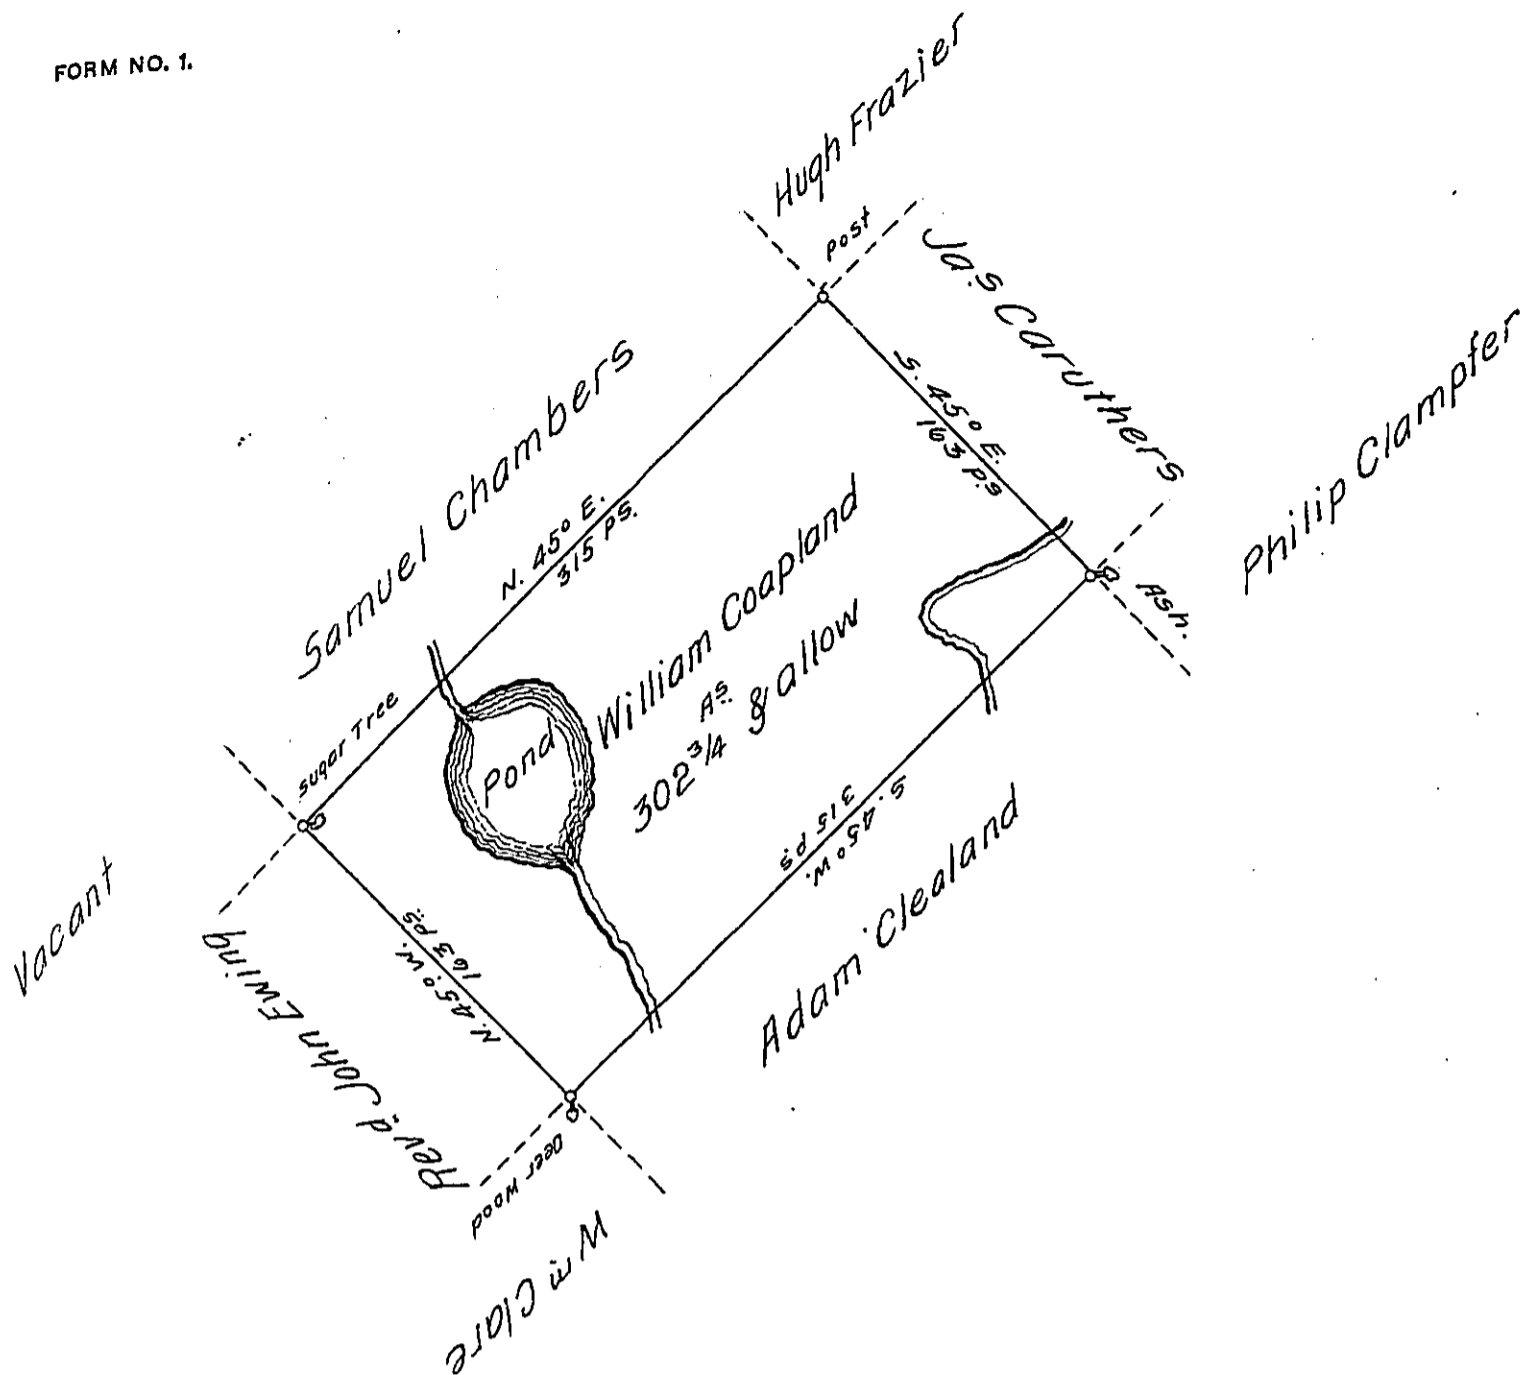 FORM NO. 1.
Hugh Frazier
Post
Jas Caruthers
S. 45° E.
163 P.s
Philip Clampfer
Ash.
Samuel Chambers
N. 45° E.
315 Ps.
William Coapland
As.
302 3/4 & allow
Pond
Sugar Tree
S. 45° W.
315 Ps
Adam Clealand
Vacant
N. 45° W.
163 Ps
Rev.d John Ewing
Deer Wood
Wm Clare